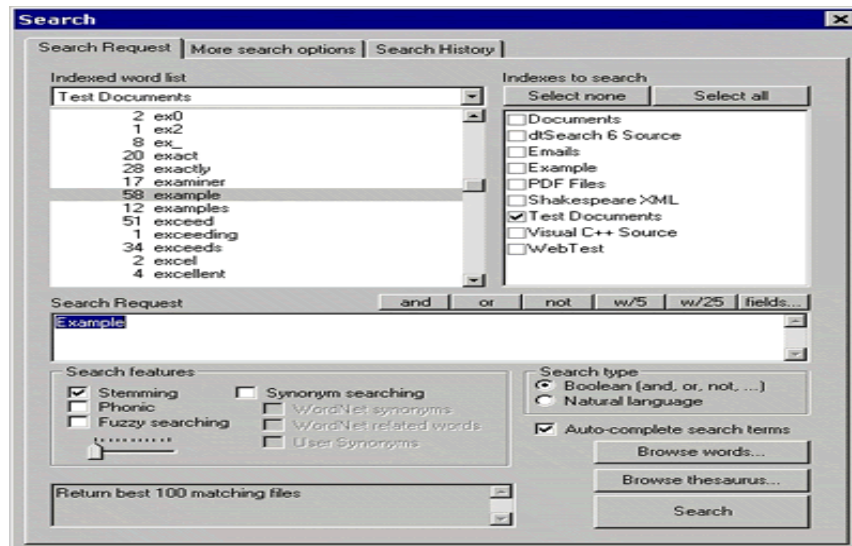 Search
Search Request More search options Search History
Indexed word list
Test Documents
2 ex0
1 ex2
8 ex_
20 exact
28 exactly
17 examiner
58 example
12 examples
51 exceed
1 exceeding
34 exceeds
2 excel
4 excellent
Indexes to search
Select none Select all
Documents
dtSearch 6 Source
Emails
Example
PDF Files
Shakespeare XML
Test Documents
Visual C++ Source
WebTest
Search Request
and or not w/5 w/25 fields...
Example
Search features
Stemming
Phonic
Fuzzy searching
Synonym searching
WordNet synonyms
WordNet related words
User Synonyms
Search type
Boolean (and, or, not, ...)
Natural language
Auto-complete search terms
Browse words...
Browse thesaurus...
Search
Return best 100 matching files